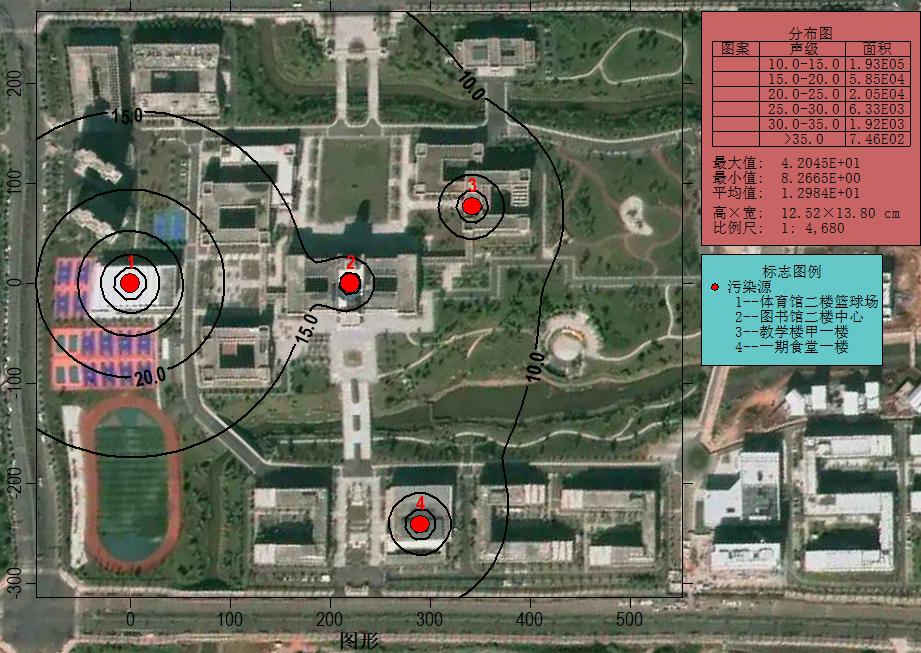 分布图
图案 声级 面积
10.0-15.0 1.93E05
15.0-20.0 5.85E04
20.0-25.0 2.05E04
25.0-30.0 6.33E03
30.0-35.0 1.92E03
>35.0 7.46E02
最大值: 4.2045E+01
最小值: 8.2665E+00
平均值: 1.2984E+01
高×宽: 12.52×13.80 cm
比例尺: 1: 4,680
标志图例
污染源
1--体育馆二楼篮球场
2--图书馆二楼中心
3--教学楼甲一楼
4--一期食堂一楼
200
100
0
-100
-200
-300
10.0
15.0
3
1
2
15.0
10.0
20.0
4
0 100 200 300 400 500
图形